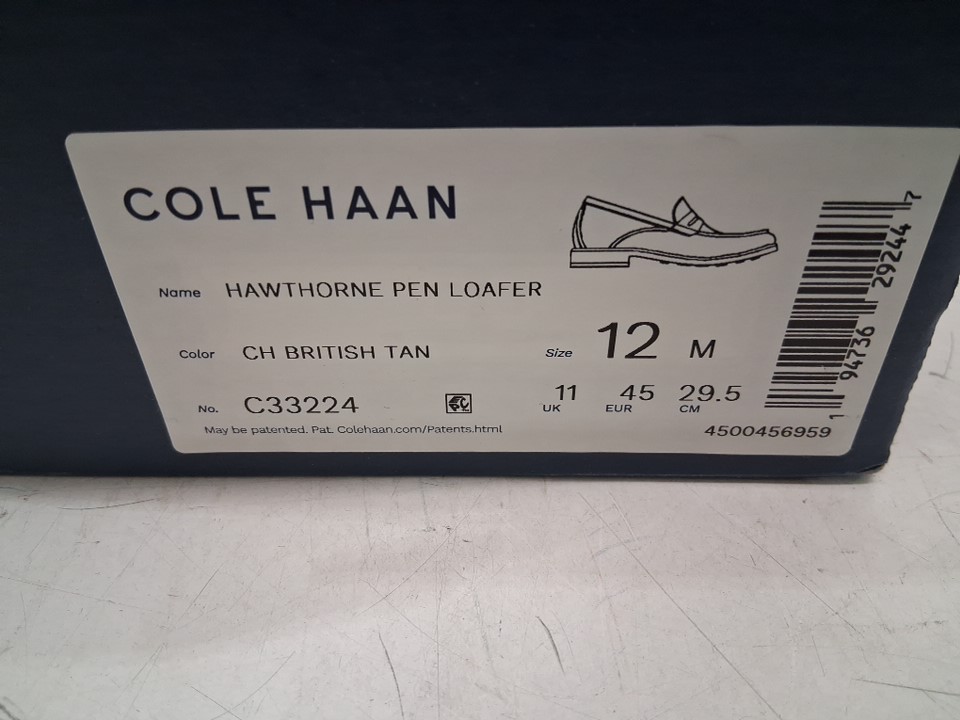 COLE HAAN
Name HAWTHORNE PEN LOAFER
Color CH BRITISH TAN
Size 12 M
No. C33224
11 UK 45 EUR 29.5 CM
May be patented. Pat. Colehaan.com/Patents.html
4500456959
1 94736 29244 7